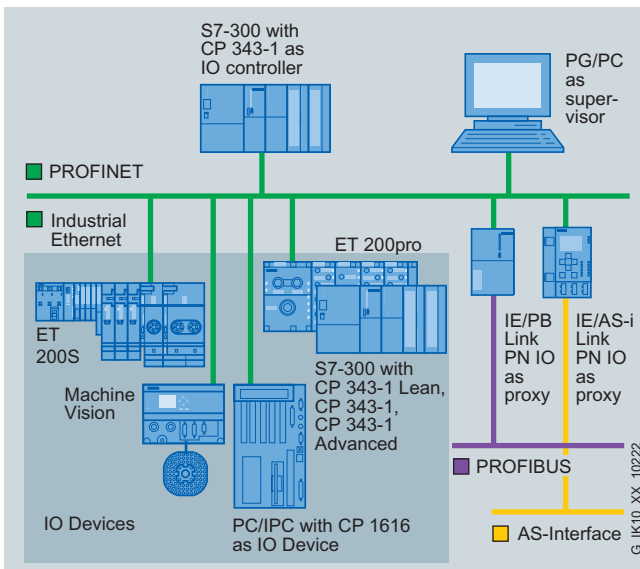 S7-300 with
CP 343-1 as
IO controller
PG/PC
as
super-
visor
PROFINET
Industrial
Ethernet
ET 200pro
ET
200S
IE/PB
Link
PN IO
as
proxy
IE/AS-i
Link
PN IO
as
proxy
S7-300 with
CP 343-1 Lean,
CP 343-1,
CP 343-1
Advanced
Machine
Vision
PROFIBUS
IO Devices
PC/IPC with CP 1616
as IO Device
AS-Interface
G_IK10_XX_10222